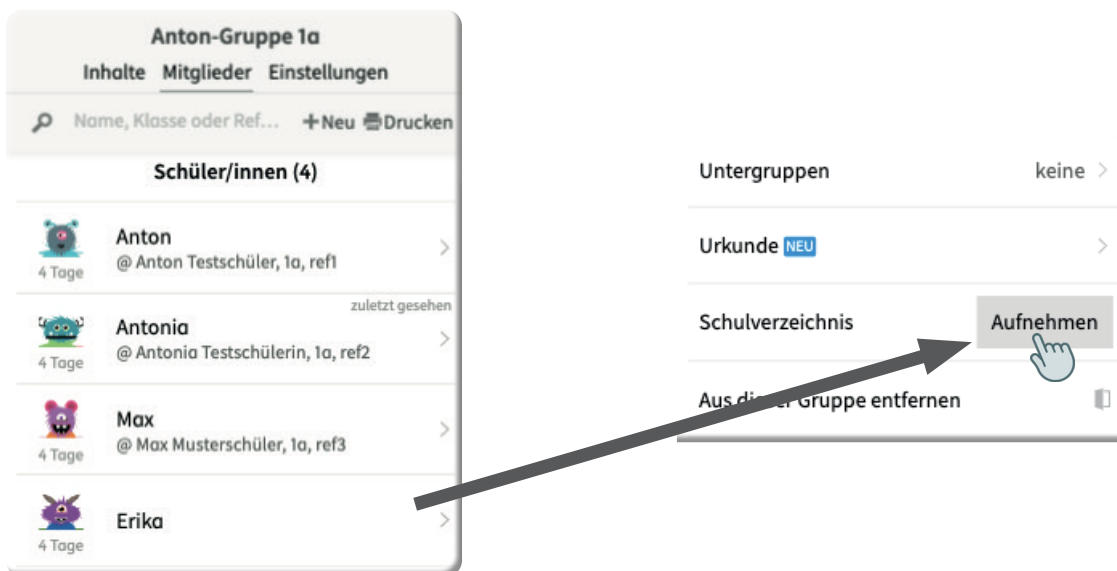 Anton-Gruppe 1a
Inhalte Mitglieder Einstellungen
Name, Klasse oder Ref... +Neu Drucken
Schüler/innen (4)
Anton
@ Anton Testschüler, 1a, ref1
4 Tage
zuletzt gesehen
Antonia
@ Antonia Testschülerin, 1a, ref2
4 Tage
Max
@ Max Musterschüler, 1a, ref3
4 Tage
Erika
4 Tage
Untergruppen keine
Urkunde NEU
Schulverzeichnis Aufnehmen
Aus dieser Gruppe entfernen